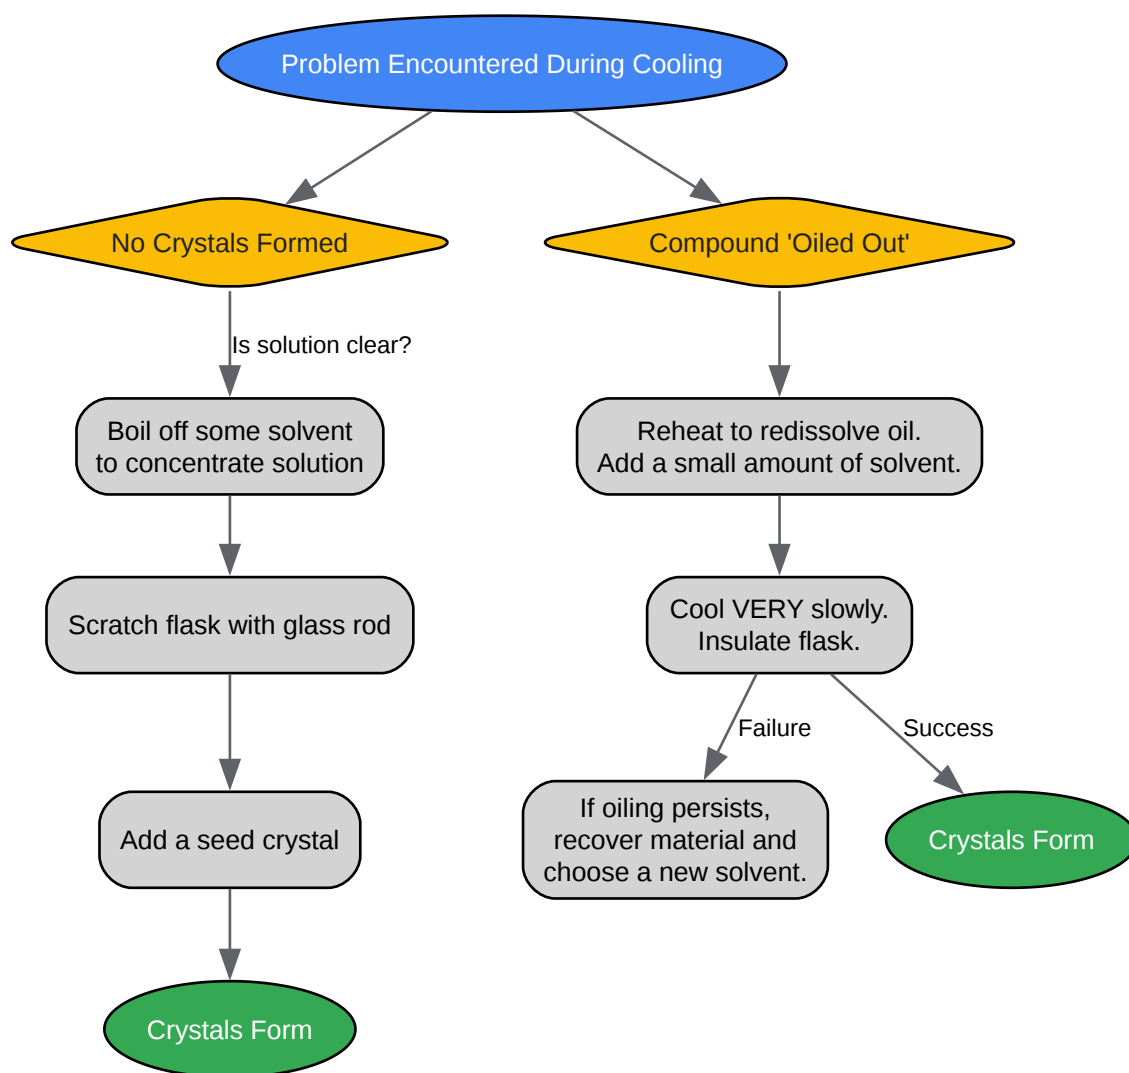 Problem Encountered During Cooling
No Crystals Formed
Compound 'Oiled Out'
Is solution clear?
Boil off some solvent
to concentrate solution
Reheat to redissolve oil.
Add a small amount of solvent.
Scratch flask with glass rod
Cool VERY slowly.
Insulate flask.
Failure
Success
Add a seed crystal
If oiling persists,
recover material and
choose a new solvent.
Crystals Form
Crystals Form